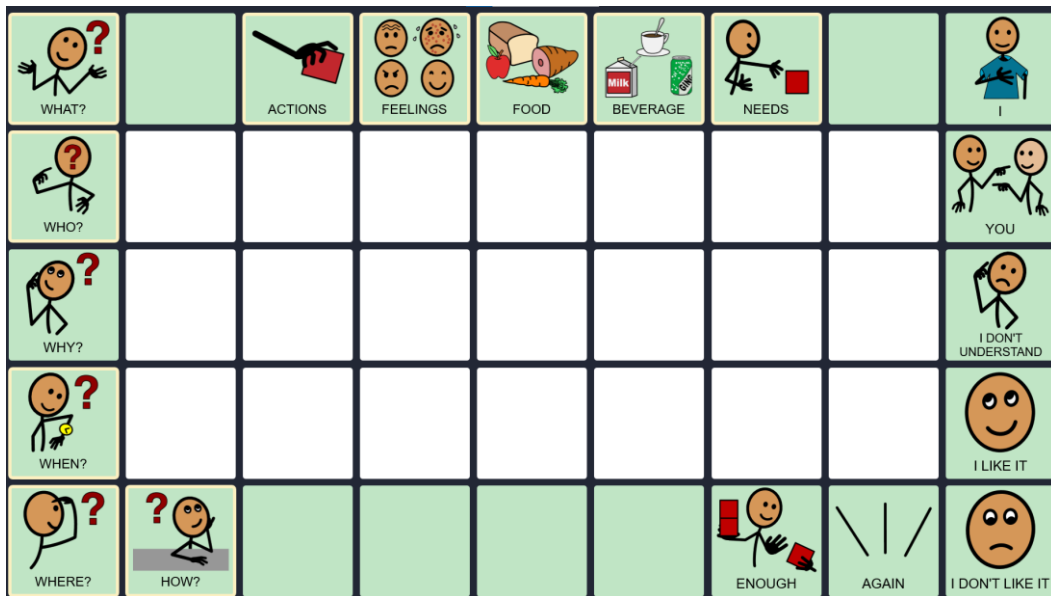 WHAT?
ACTIONS
FEELINGS
FOOD
Milk
BEVERAGE
NEEDS
I
WHO?
YOU
WHY?
I DON'T
UNDERSTAND
WHEN?
I LIKE IT
WHERE?
HOW?
ENOUGH
AGAIN
I DON'T LIKE IT